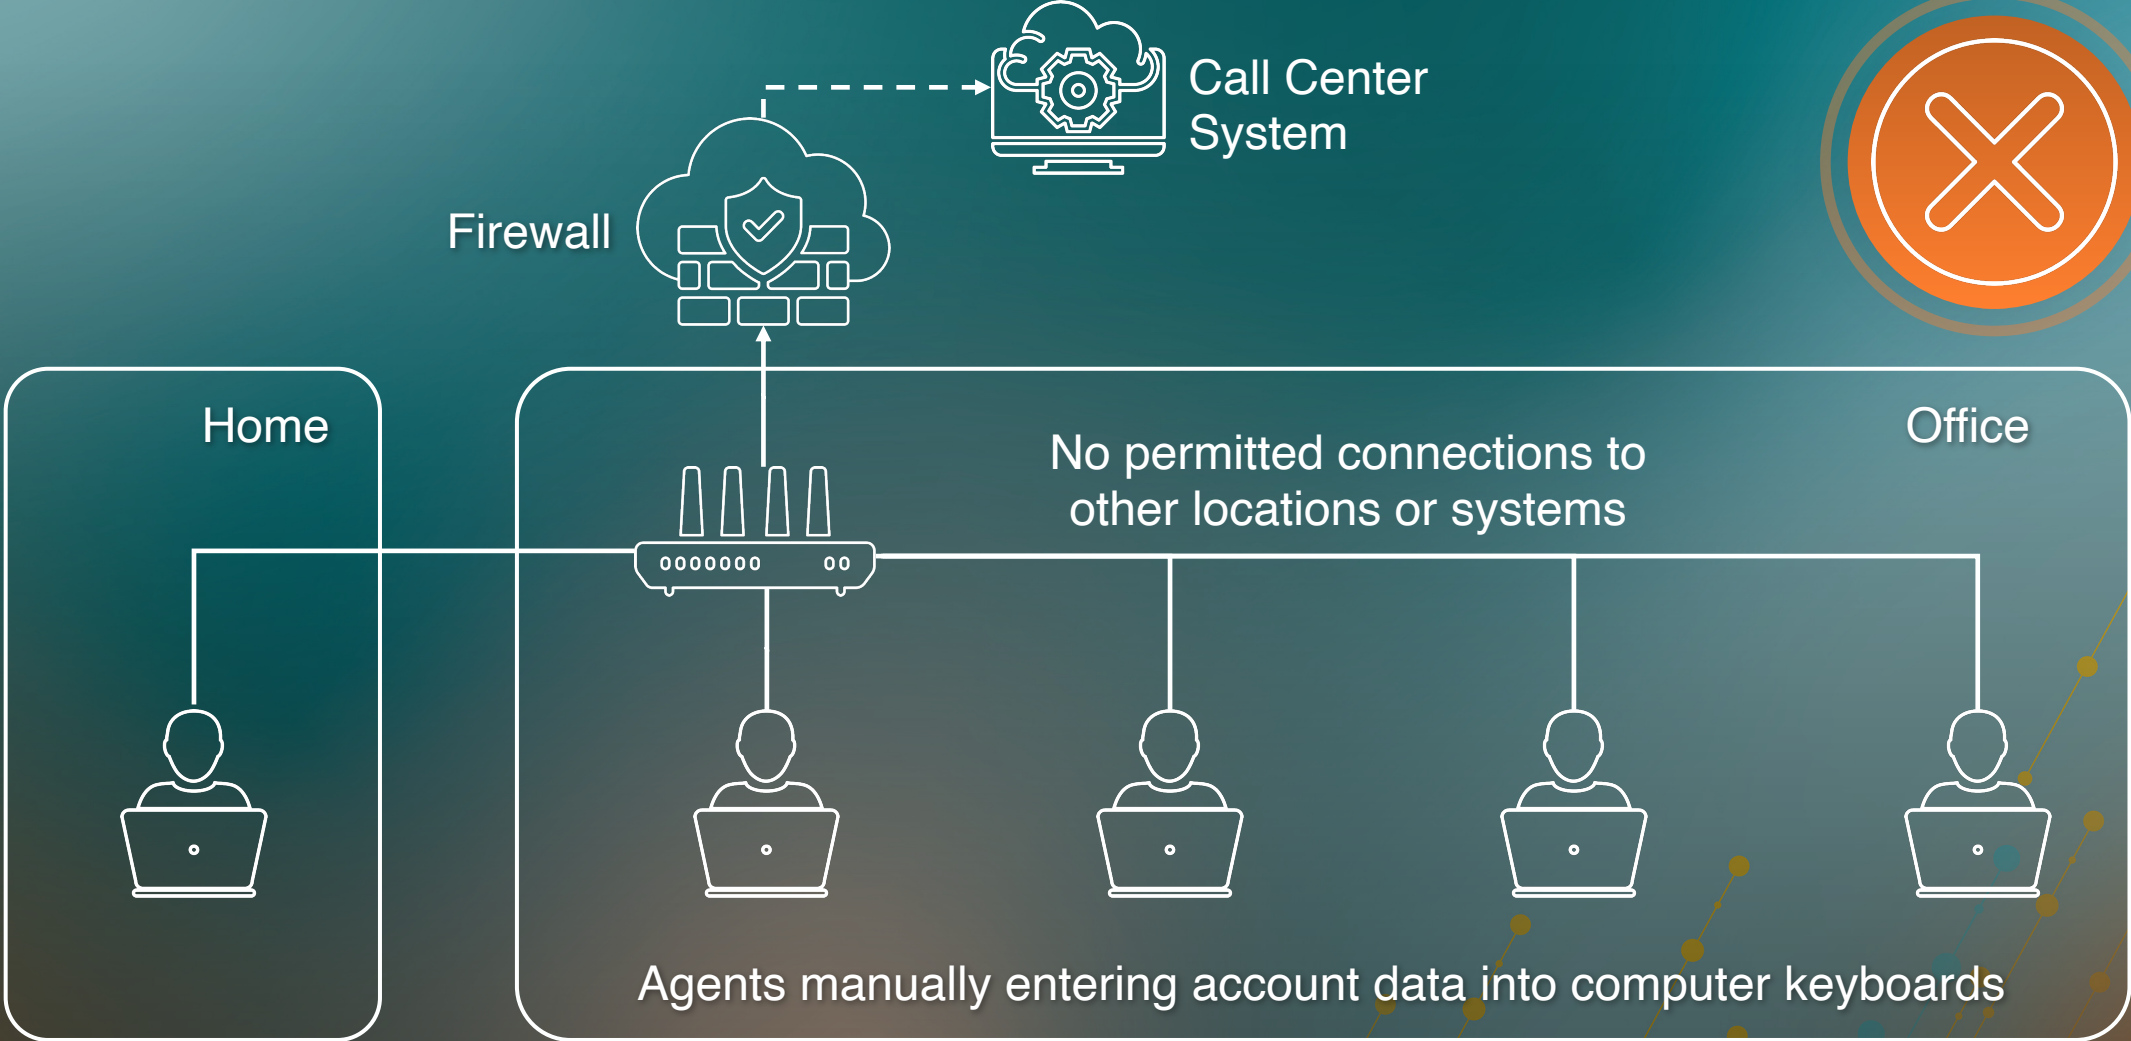 Call Center
System
Firewall
Home
Office
No permitted connections to
other locations or systems
Agents manually entering account data into computer keyboards